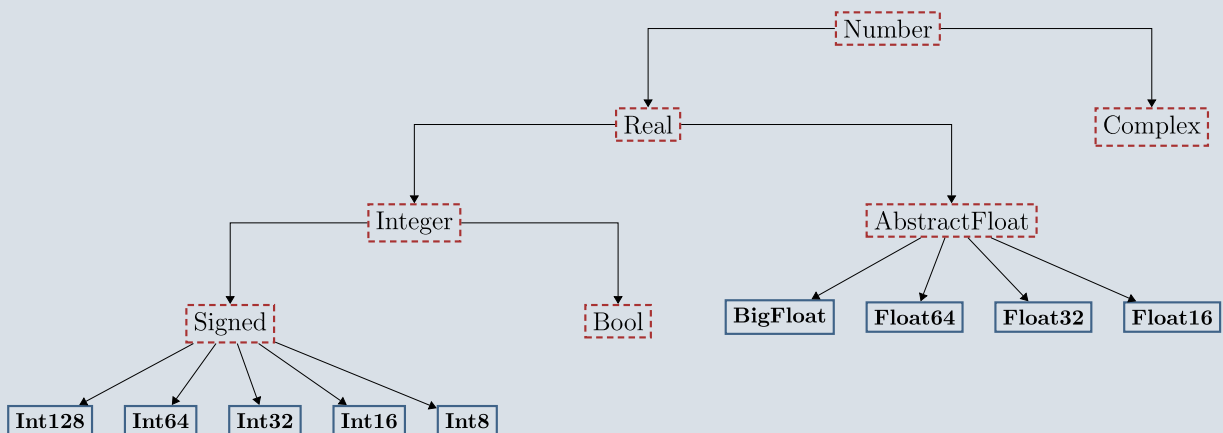 Number
Real
Complex
Integer
AbstractFloat
Signed
Bool
BigFloat
Float64
Float32
Float16
Int128
Int64
Int32
Int16
Int8